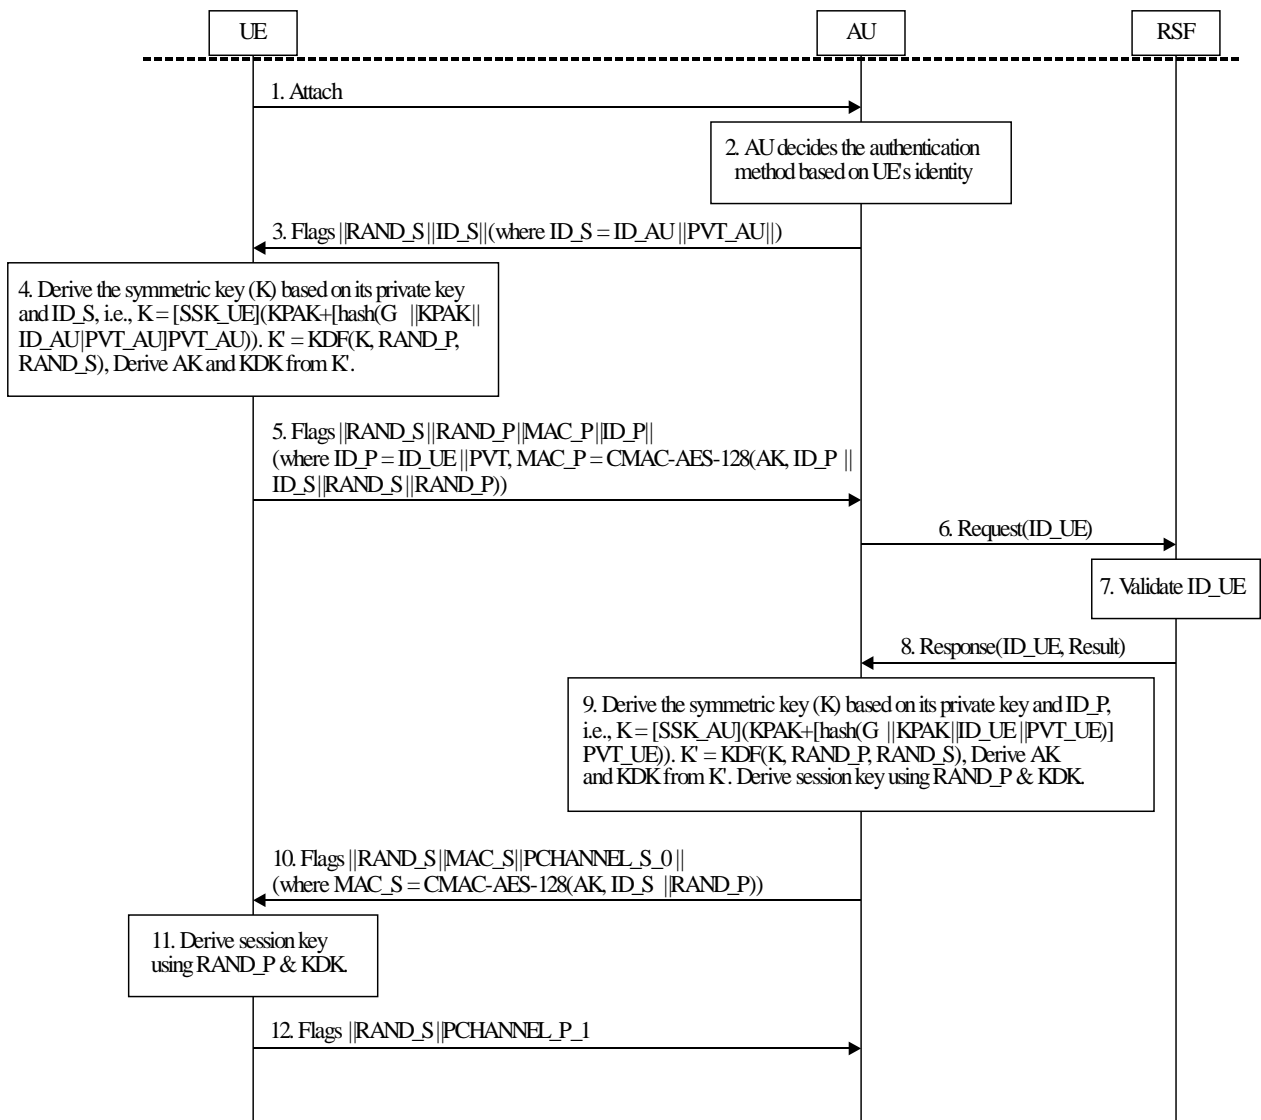 UE
AU
RSF
1. Attach
2. AU decides the authentication
method based on UE's identity
3. Flags ||RAND_S||ID_S||(where ID_S = ID_AU||PVT_AU||)
4. Derive the symmetric key (K) based on its private key
and ID_S, i.e., K = [SSK_UE](KPAK+[hash(G ||KPAK||
ID_AU|PVT_AU]PVT_AU)). K' = KDF(K, RAND_P,
RAND_S), Derive AK and KDK from K'.
5. Flags ||RAND_S||RAND_P||MAC_P||ID_P||
(where ID_P = ID_UE||PVT, MAC_P = CMAC-AES-128(AK, ID_P ||
ID_S||RAND_S||RAND_P))
6. Request(ID_UE)
7. Validate ID_UE
8. Response(ID_UE, Result)
9. Derive the symmetric key (K) based on its private key and ID_P,
i.e., K = [SSK_AU](KPAK+[hash(G ||KPAK||ID_UE||PVT_UE)]
PVT_UE)). K' = KDF(K, RAND_P, RAND_S), Derive AK
and KDK from K'. Derive session key using RAND_P & KDK.
10. Flags ||RAND_S||MAC_S||PCHANNEL_S_0||
(where MAC_S = CMAC-AES-128(AK, ID_S ||RAND_P))
11. Derive session key
using RAND_P & KDK.
12. Flags ||RAND_S||PCHANNEL_P_1